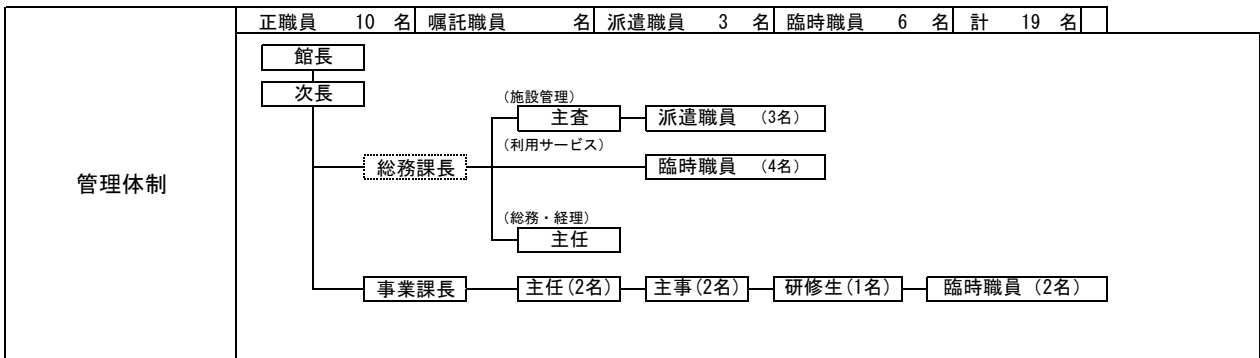 正職員 10 名 嘱託職員 名 派遣職員 3 名 臨時職員 6 名 計 19 名
館長
次長
(施設管理)
主査 派遣職員 (3名)
(利用サービス)
総務課長 臨時職員 (4名)
管理体制
(総務・経理)
主任
事業課長 主任(2名) 主事(2名) 研修生(1名) 臨時職員(2名)